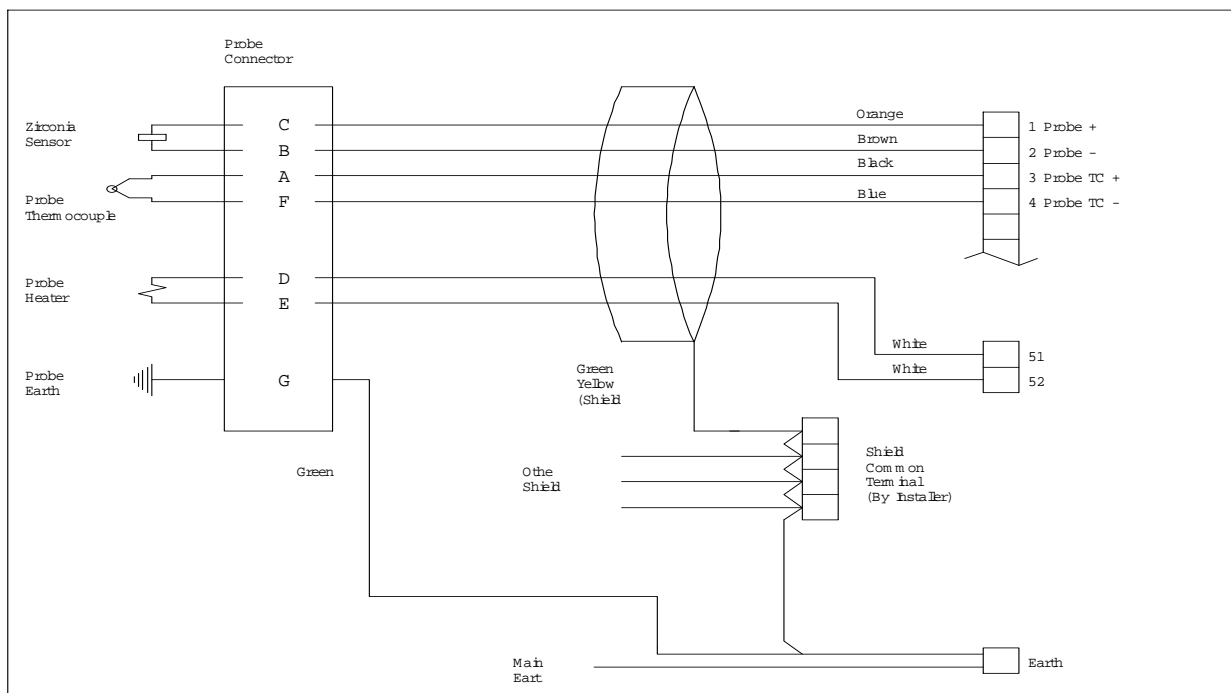 Probe
Connector
Zirconia
Sensor
C
Orange
1 Probe +
B
Brown
2 Probe -
A
Black
3 Probe TC +
Probe
Thermocouple
F
Blue
4 Probe TC -
Probe
Heater
D
E
White
51
White
52
Probe
Earth
G
Green
Yellow
(Shield
Green
Othe
Shield
Shield
Common
Terminal
(By Installer)
Main
Eart
Earth